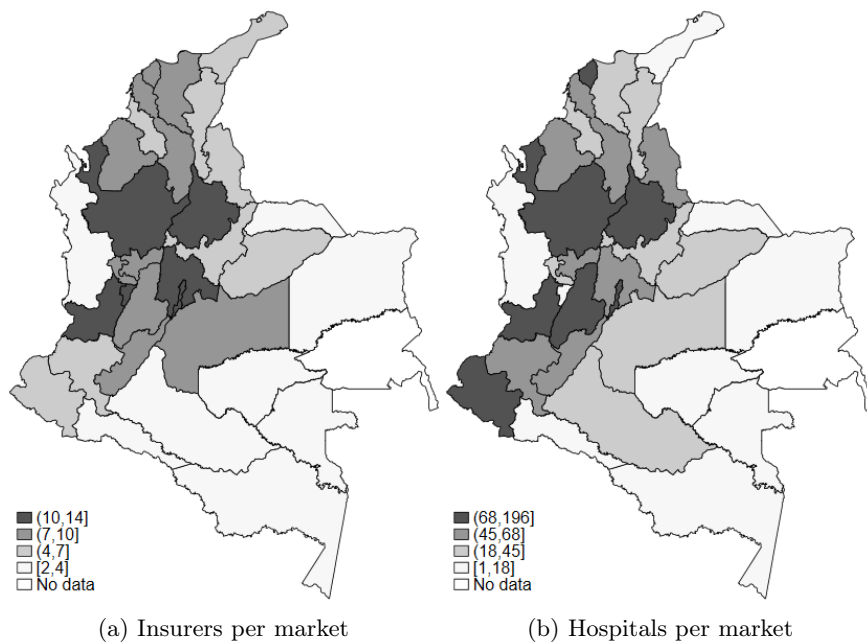 (10,14]
(7,10]
(4,7]
[2,4]
No data
(a) Insurers per market
(68,196]
(45,68]
(18,45]
[1,18]
No data
(b) Hospitals per market